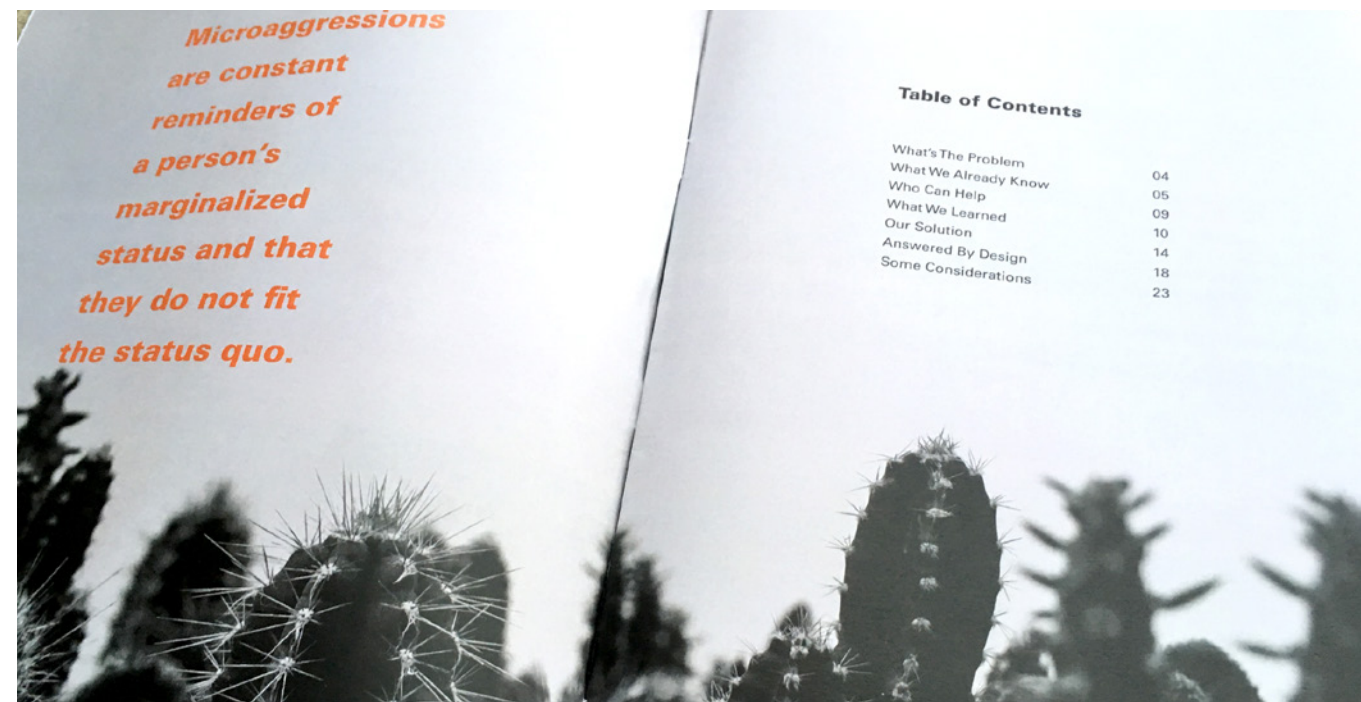 Microaggressions
are constant
reminders of
a person's
marginalized
status and that
they do not fit
the status quo.
Table of Contents
What's The Problem 04
What We Already Know 05
Who Can Help 09
What We Learned 10
Our Solution 14
Answered By Design 18
Some Considerations 23